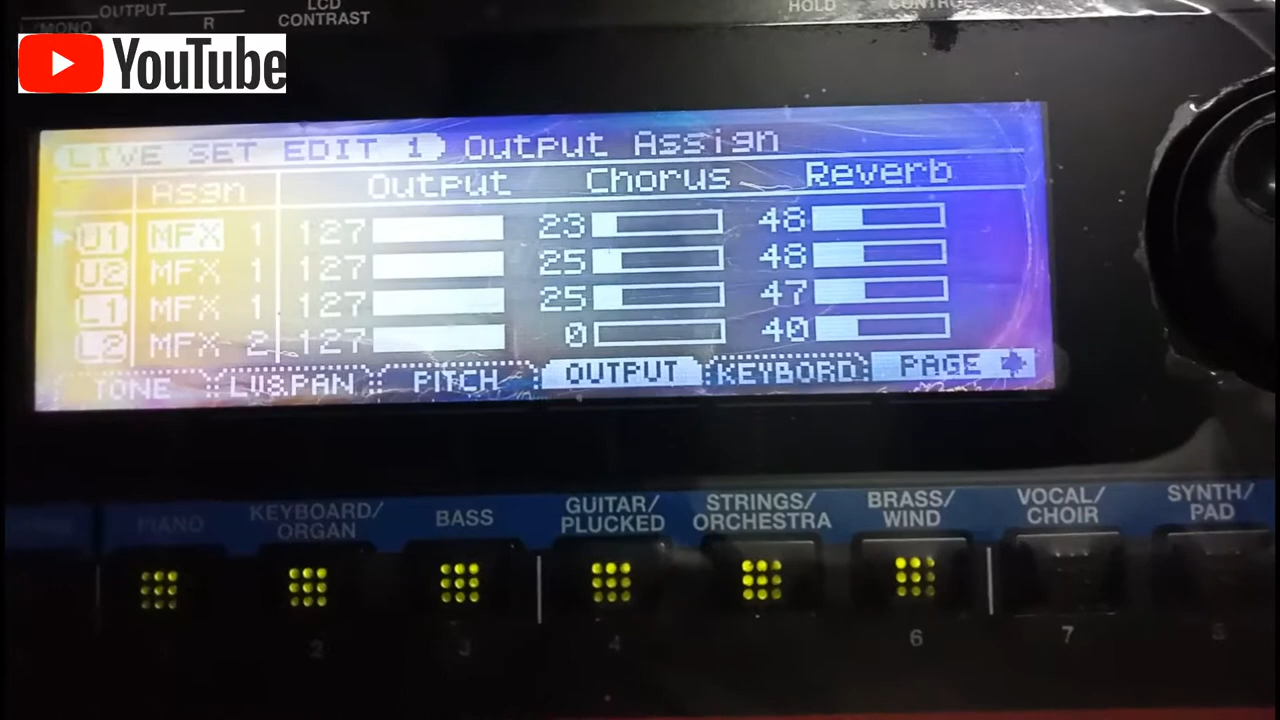 OUTPUT
L/MONO
R
LCD
CONTRAST
HOLD
CONTROL
YouTube
LIVE SET EDIT 1 Output Assign
Asgn Output Chorus Reverb
U1 MFX 1 127 23 48
U2 MFX 1 127 25 48
L1 MFX 1 127 25 47
L2 MFX 2 127 0 40
TONE LV&PAN PITCH OUTPUT KEYBORD PAGE
PIANO
KEYBOARD/
ORGAN
BASS
GUITAR/
PLUCKED
STRINGS/
ORCHESTRA
BRASS/
WIND
VOCAL/
CHOIR
SYNTH/
PAD
2 3 4 6 7 8